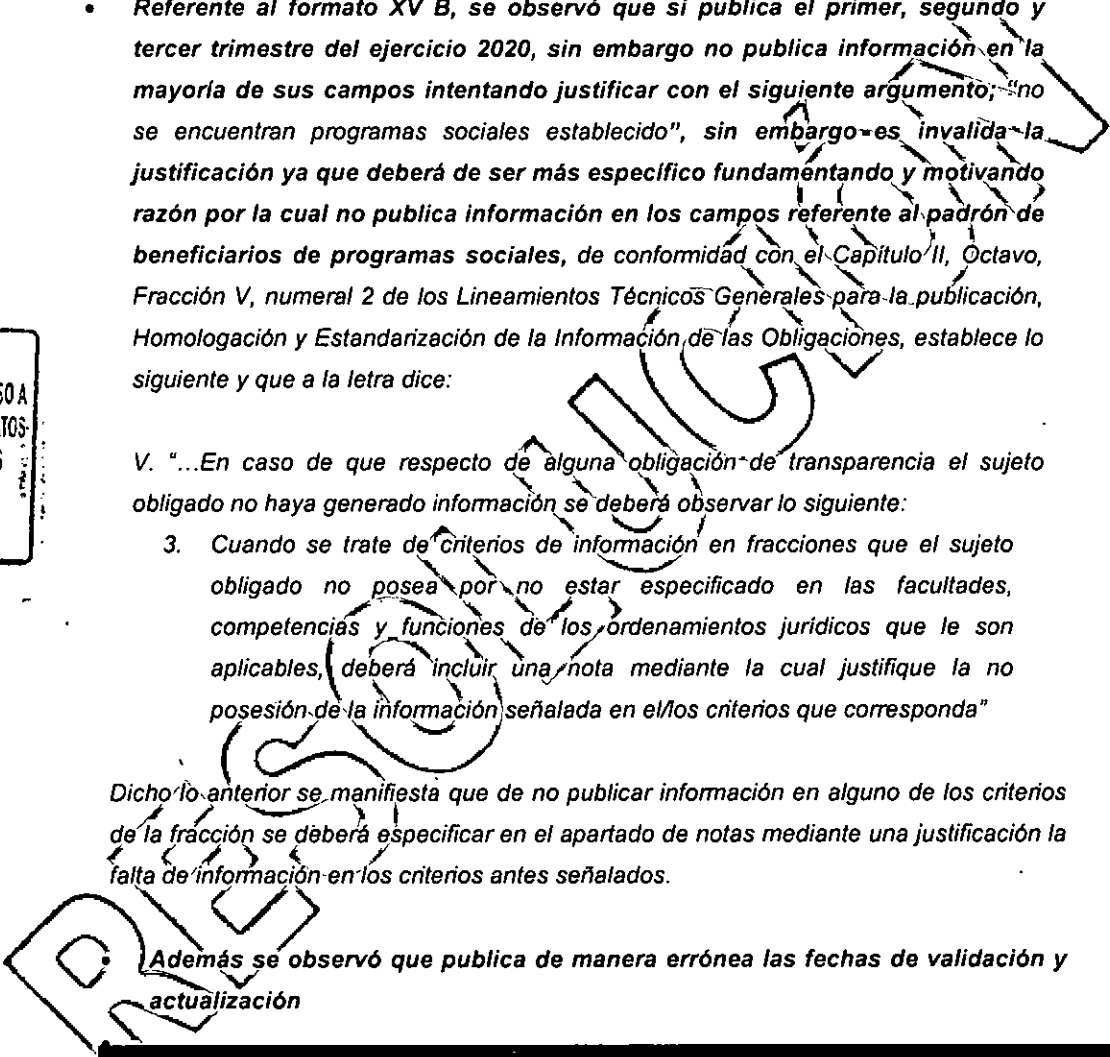 • Referente al formato XV B, se observó que si publica el primer, segundo y
tercer trimestre del ejercicio 2020, sin embargo no publica información en la
mayoría de sus campos intentando justificar con el siguiente argumento; "no
se encuentran programas sociales establecido", sin embargo es invalida la
justificación ya que deberá de ser más específico fundamentando y motivando
razón por la cual no publica información en los campos referente al padrón de
beneficiarios de programas sociales, de conformidad con el Capítulo II, Octavo,
Fracción V, numeral 2 de los Lineamientos Técnicos Generales para la publicación,
Homologación y Estandarización de la Información de las Obligaciones, establece lo
siguiente y que a la letra dice:
SO A
TOS
S
V. "...En caso de que respecto de alguna obligación de transparencia el sujeto
obligado no haya generado información se deberá observar lo siguiente:
3. Cuando se trate de criterios de información en fracciones que el sujeto
obligado no posea por no estar especificado en las facultades,
competencias y funciones de los ordenamientos jurídicos que le son
aplicables, deberá incluir una nota mediante la cual justifique la no
posesión de la información señalada en el/los criterios que corresponda"
Dicho lo anterior se manifiesta que de no publicar información en alguno de los criterios
de la fracción se deberá especificar en el apartado de notas mediante una justificación la
falta de información en los criterios antes señalados.
• Además se observó que publica de manera errónea las fechas de validación y
actualización
RESOLUCIÓN